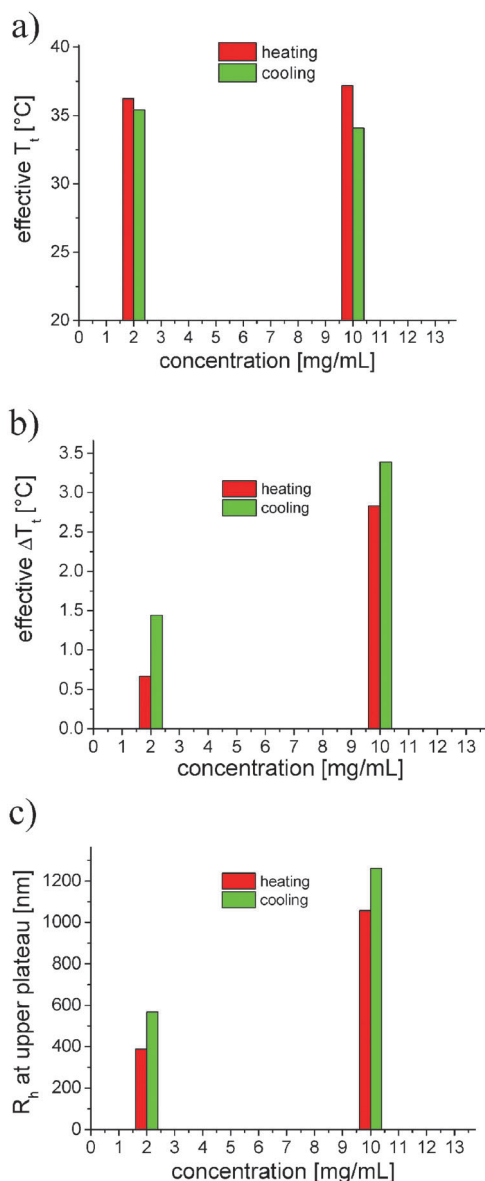 a)
40
35
30
25
20
effective Tt [°C]
heating
cooling
0 1 2 3 4 5 6 7 8 9 10 11 12 13
concentration [mg/mL]
b)
3.5
3.0
2.5
2.0
1.5
1.0
0.5
0.0
effective ΔTt [°C]
heating
cooling
0 1 2 3 4 5 6 7 8 9 10 11 12 13
concentration [mg/mL]
c)
1200
1000
800
600
400
200
0
Rh at upper plateau [nm]
heating
cooling
0 1 2 3 4 5 6 7 8 9 10 11 12 13
concentration [mg/mL]